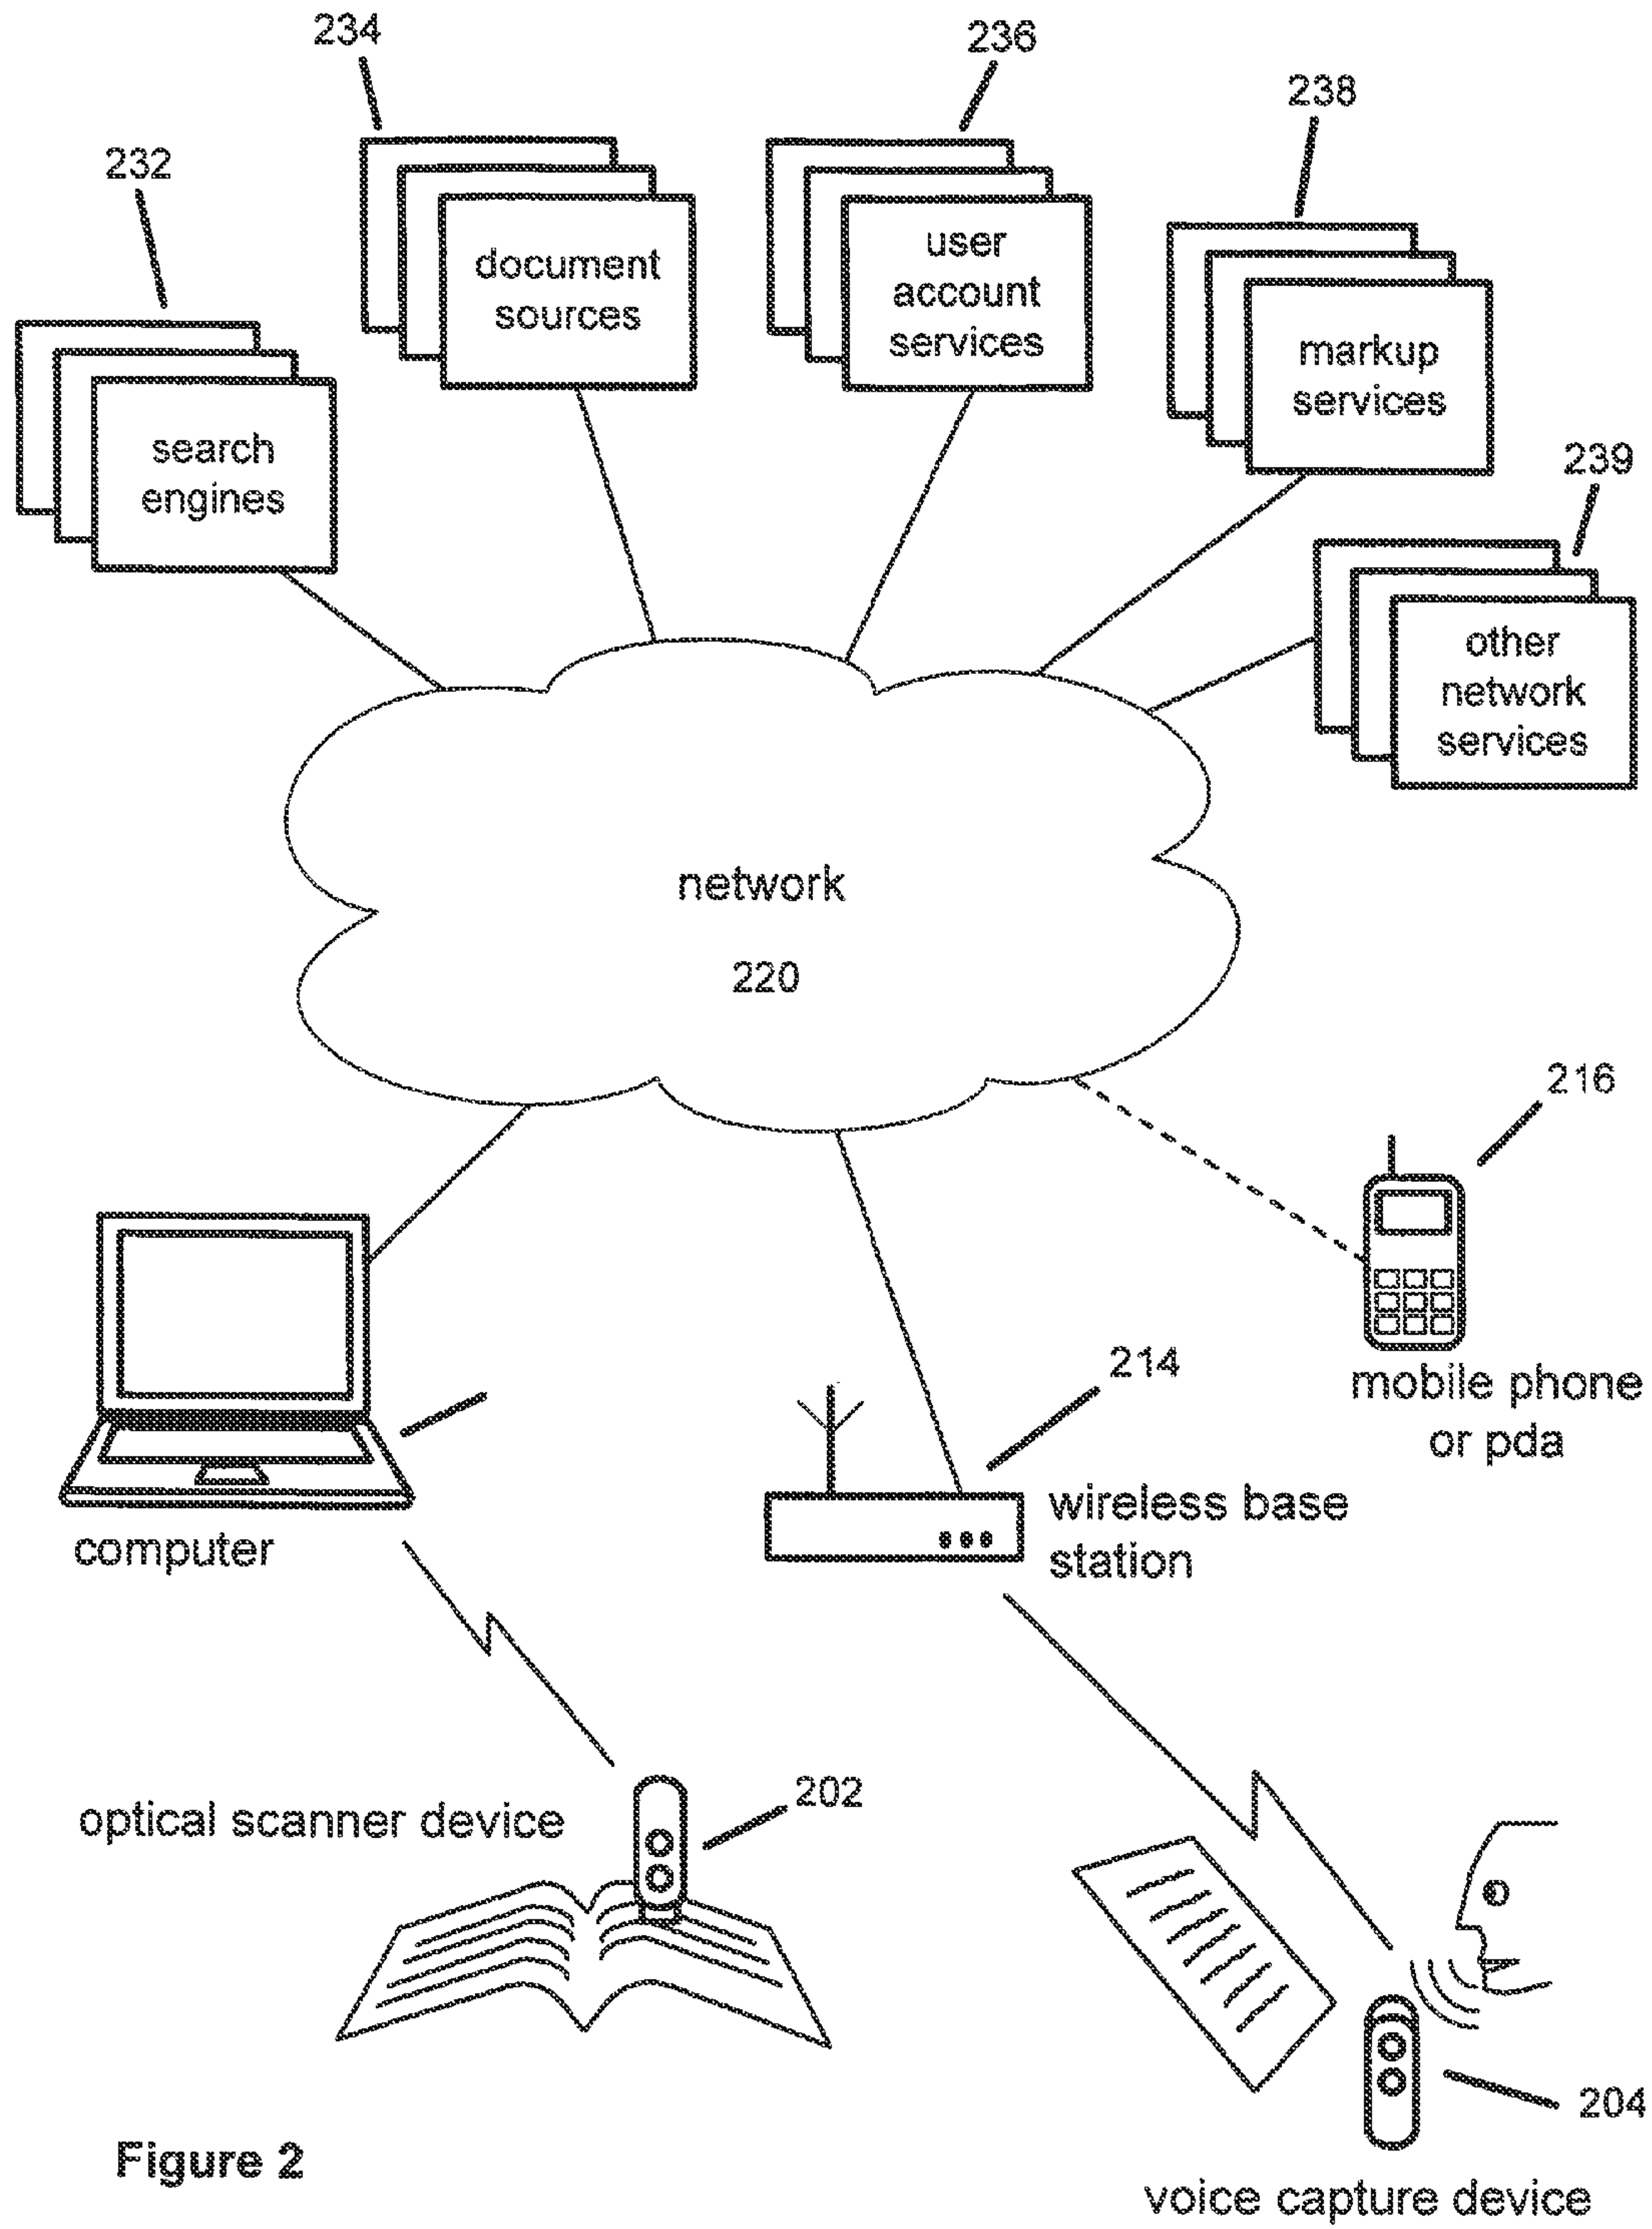 234
236
238
232
document
sources
user
account
services
markup
services
239
search
engines
other
network
services
network
220
216
214
mobile phone
or pda
wireless base
station
computer
202
optical scanner device
204
Figure 2
voice capture device